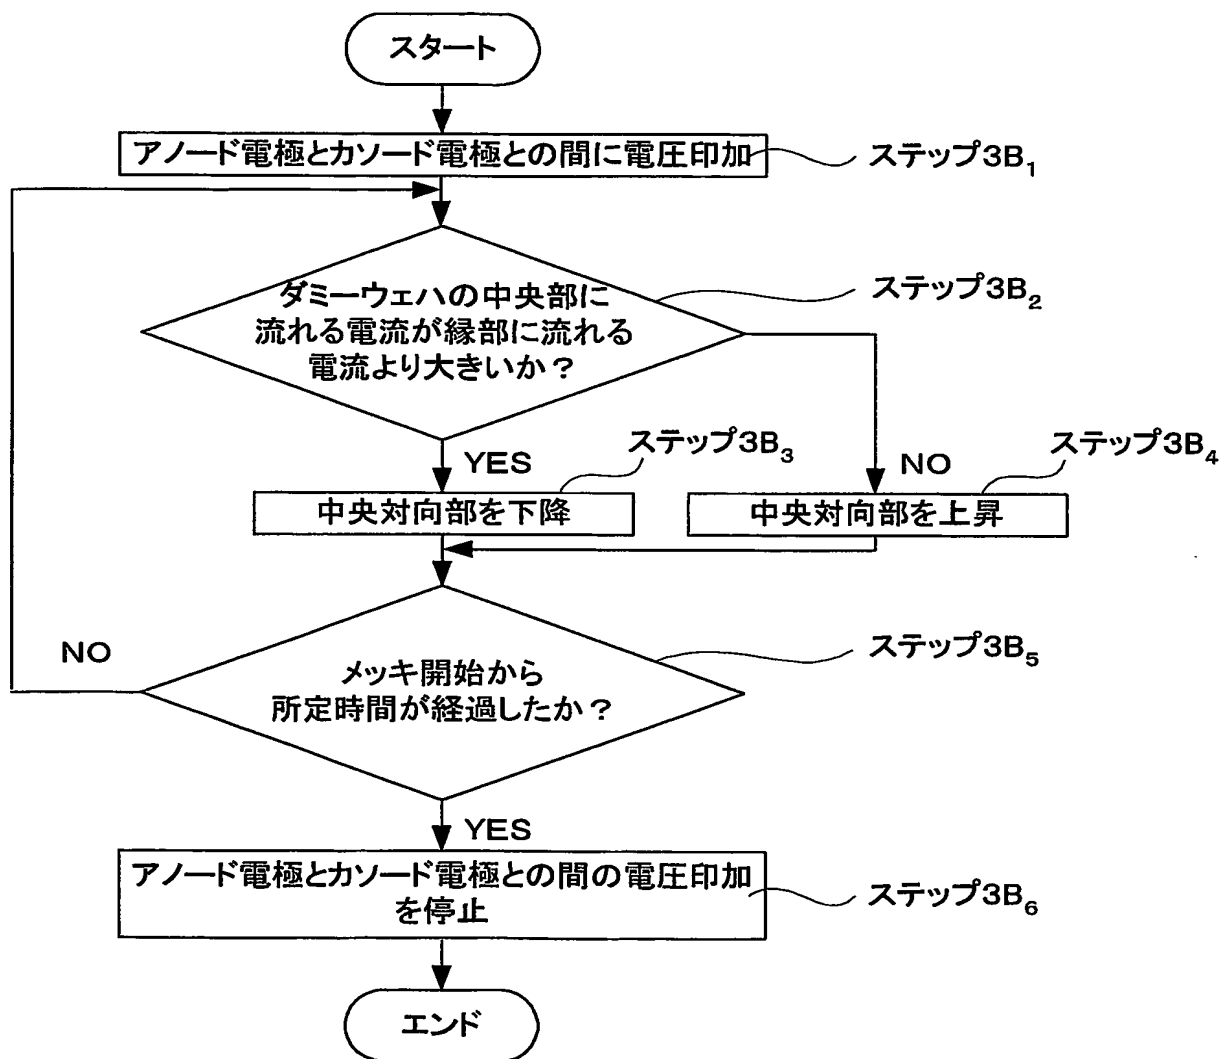 スタート
アノード電極とカソード電極との間に電圧印加
ステップ3B₁
ダミーウェハの中央部に
流れる電流が縁部に流れる
電流より大きいか？
ステップ3B₂
YES
ステップ3B₃
NO
ステップ3B₄
中央対向部を下降
中央対向部を上昇
NO
メッキ開始から
所定時間が経過したか？
ステップ3B₅
YES
アノード電極とカソード電極との間の電圧印加
を停止
ステップ3B₆
エンド